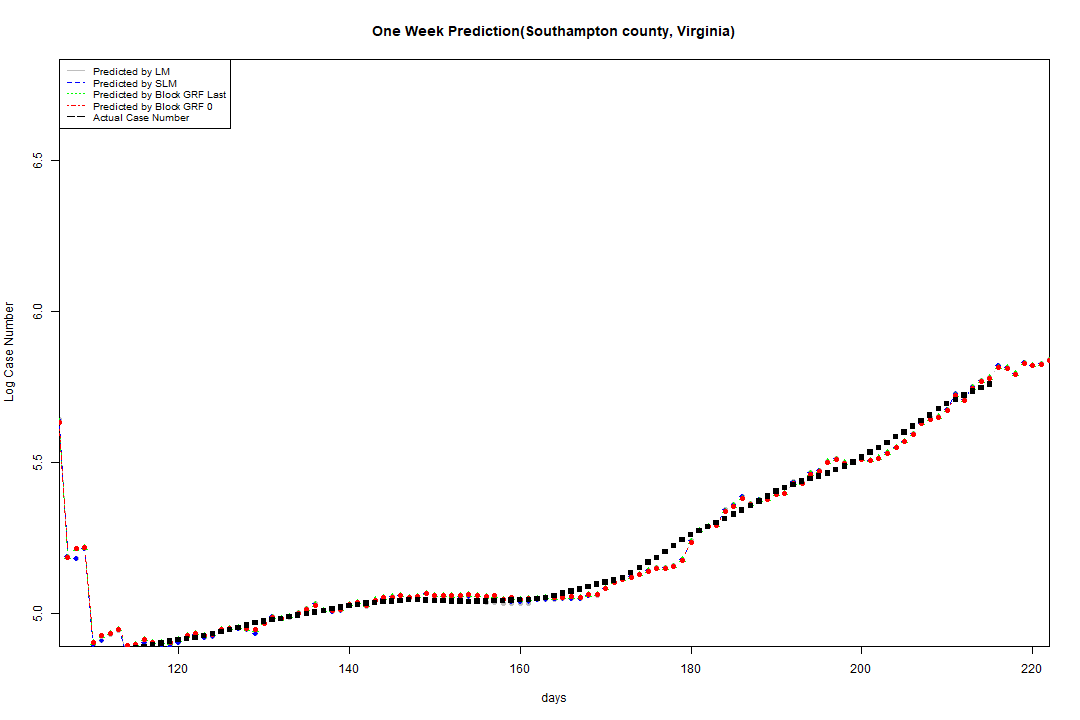 One Week Prediction(Southampton county, Virginia)
Predicted by LM
Predicted by SLM
Predicted by Block GRF Last
Predicted by Block GRF 0
Actual Case Number
Log Case Number
6.5
6.0
5.5
5.0
120
140
160
180
200
220
days